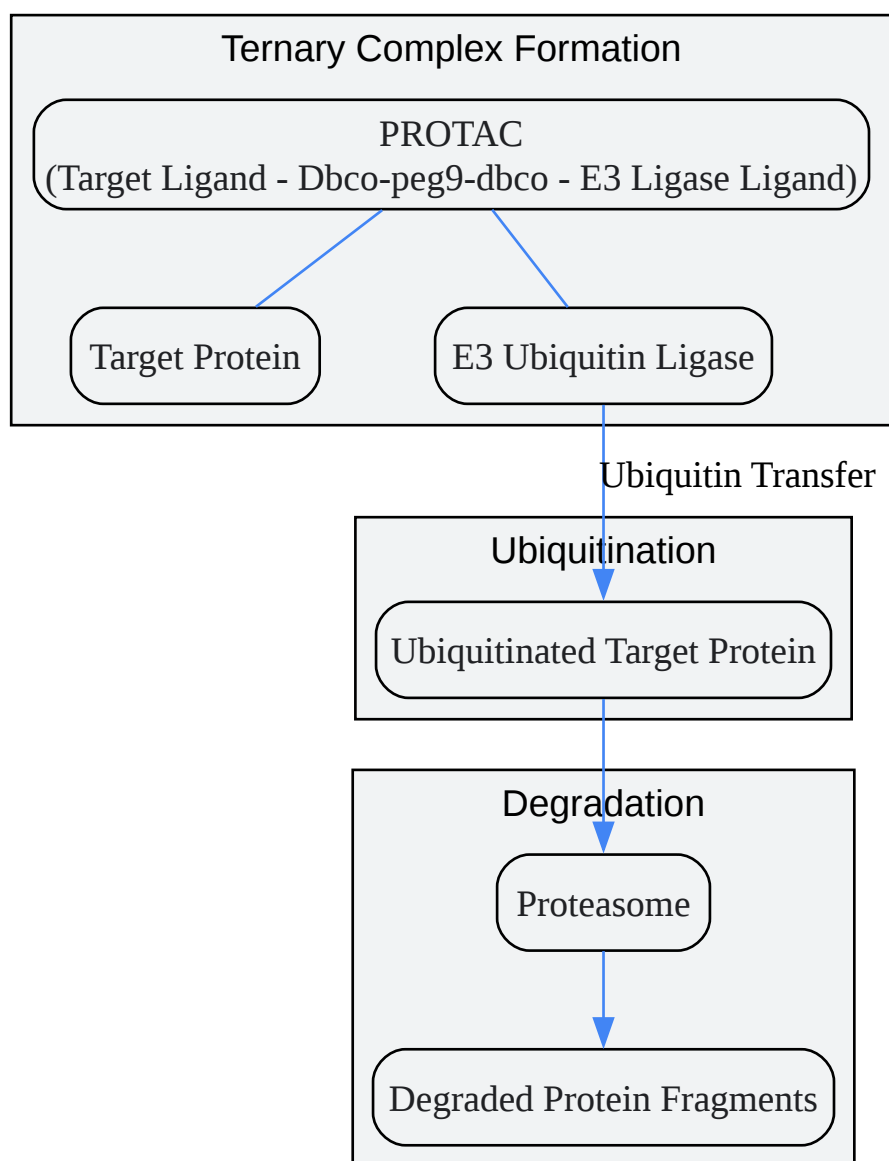 Ternary Complex Formation
PROTAC
(Target Ligand - Dbco-peg9-dbco - E3 Ligase Ligand)
Target Protein
E3 Ubiquitin Ligase
Ubiquitin Transfer
Ubiquitination
Ubiquitinated Target Protein
Degradation
Proteasome
Degraded Protein Fragments